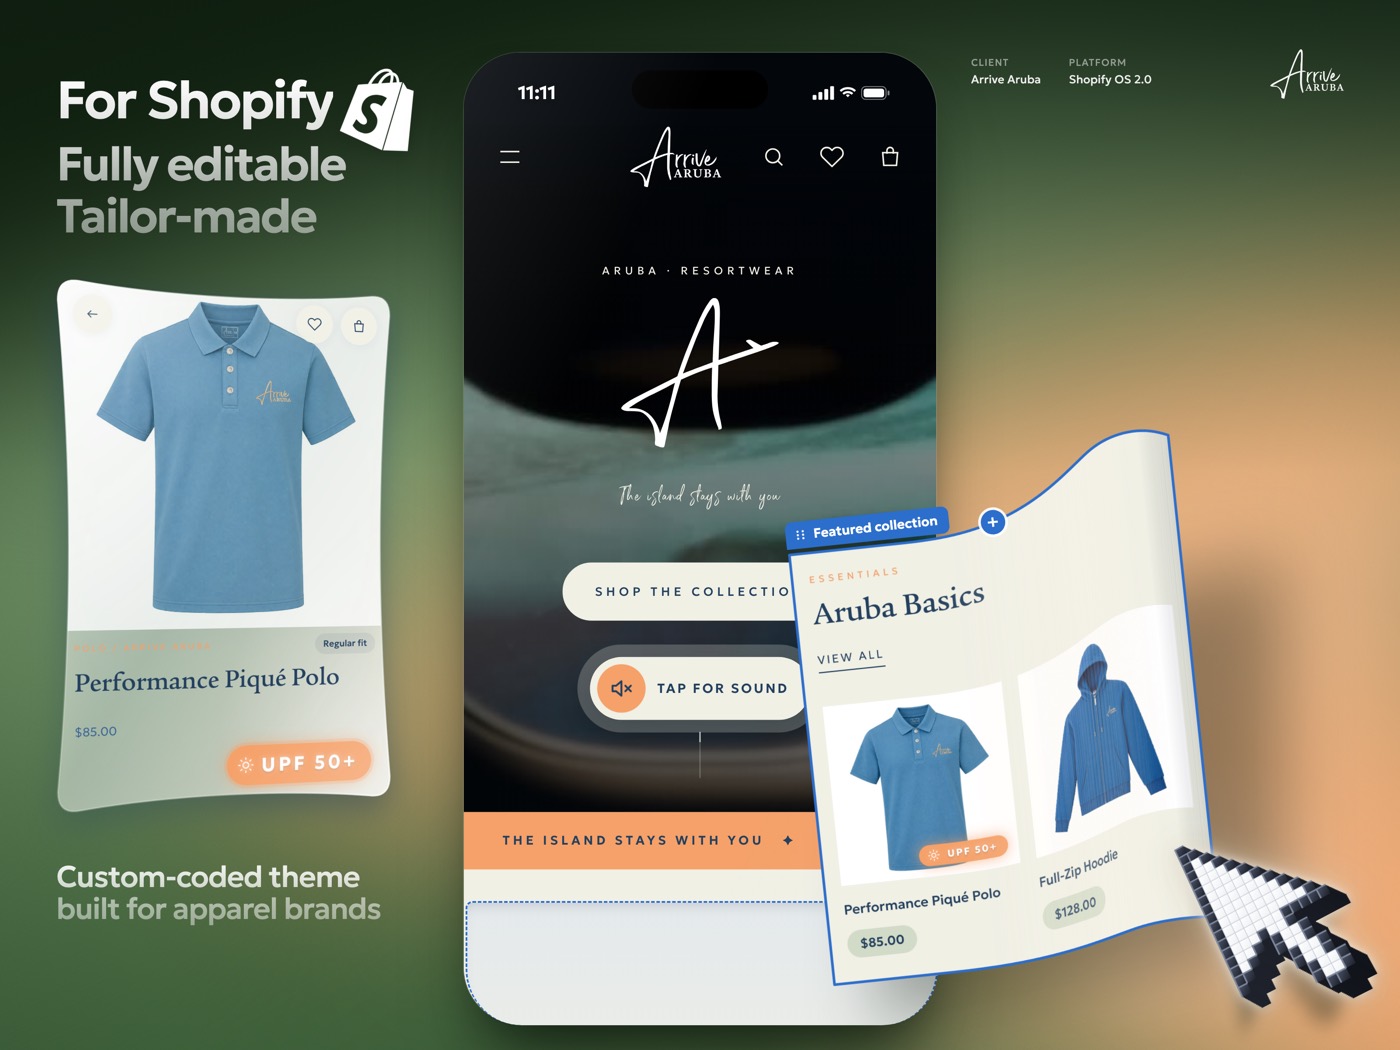 For Shopify
Fully editable
Tailor-made
CLIENT
Arrive Aruba
PLATFORM
Shopify OS 2.0
Arrive
ARUBA
11:11
Arrive
ARUBA
ARUBA · RESORTWEAR
A
The island stays with you
SHOP THE COLLECTIO
TAP FOR SOUND
THE ISLAND STAYS WITH YOU
Arrive
ARUBA
Regular fit
Performance Piqué Polo
$85.00
UPF 50+
Custom-coded theme
built for apparel brands
Featured collection
ESSENTIALS
Aruba Basics
VIEW ALL
UPF 50+
Performance Piqué Polo
$85.00
Full-Zip Hoodie
$128.00